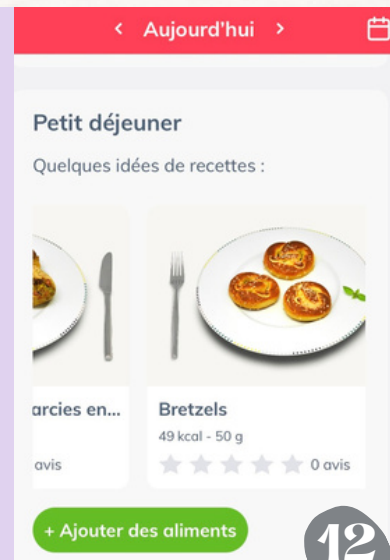 Aujourd'hui
Petit déjeuner
Quelques idées de recettes :
arcies en...
avis
Bretzels
49 kcal - 50 g
0 avis
+ Ajouter des aliments
12